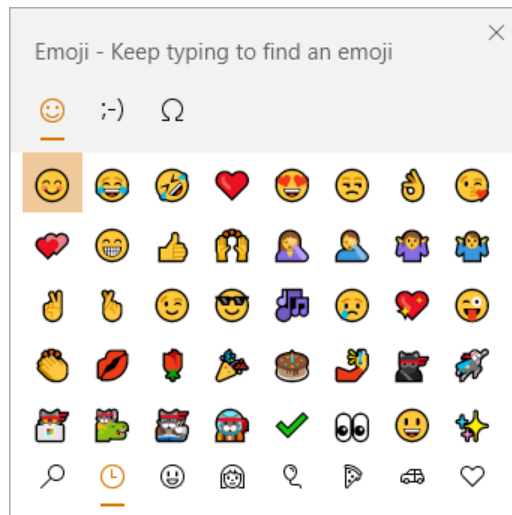 Emoji - Keep typing to find an emoji
;-) Ω